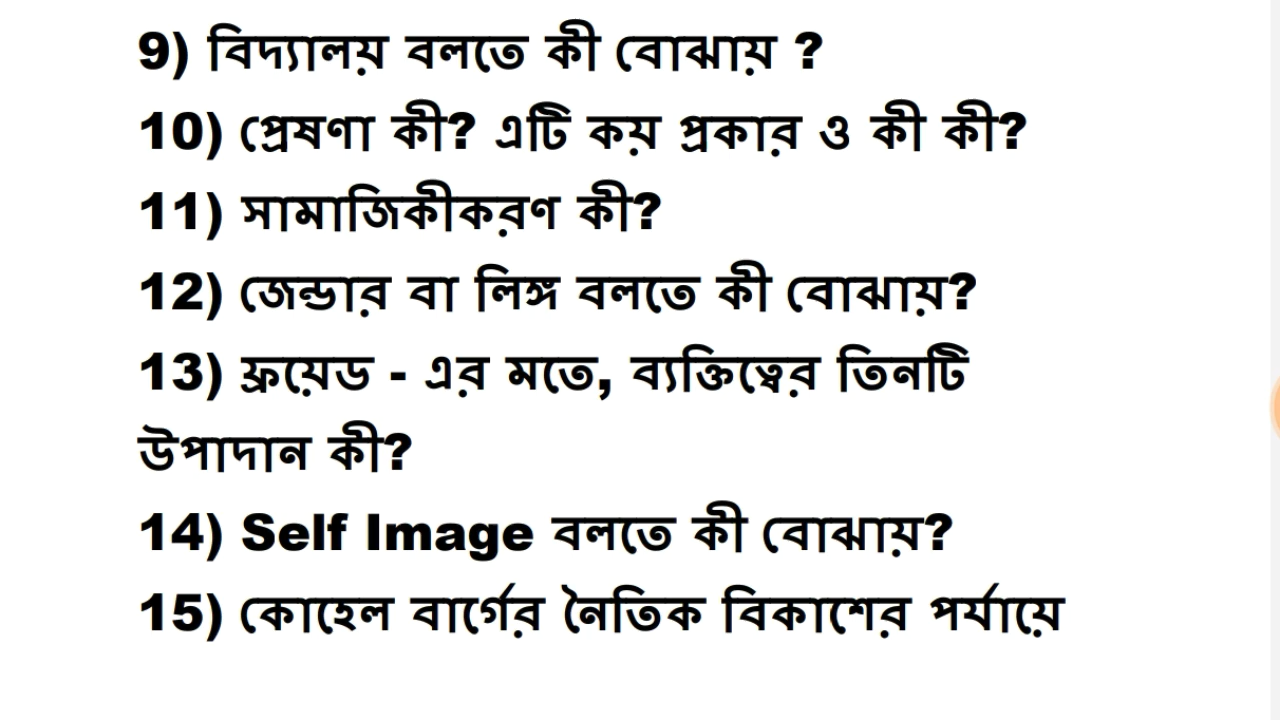 9) বিদ্যালয় বলতে কী বোঝায় ?
10) প্রেষণা কী? এটি কয় প্রকার ও কী কী?
11) সামাজিকীকরণ কী?
12) জেন্ডার বা লিঙ্গ বলতে কী বোঝায়?
13) ফ্রয়েড - এর মতে, ব্যক্তিত্বের তিনটি
উপাদান কী?
14) Self Image বলতে কী বোঝায়?
15) কোহেল বার্গের নৈতিক বিকাশের পর্যায়ে